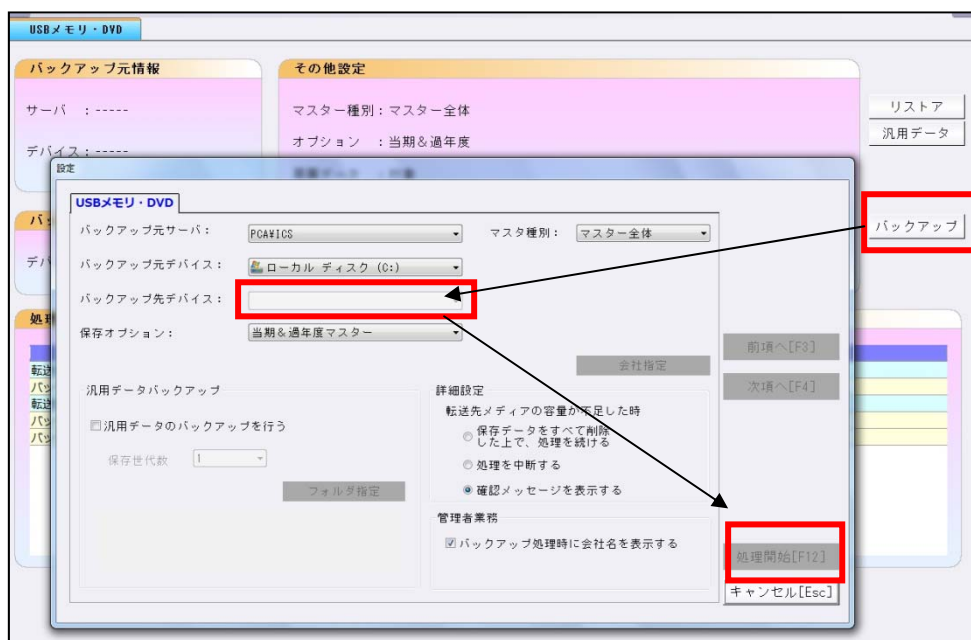 USBメモリ・DVD
バックアップ元情報
その他設定
サーバ :-----
マスター種別:マスター全体
リストア
デバイス:-----
オプション :当期&過年度
汎用データ
設定
USBメモリ・DVD
バックアップ元サーバ:
PCA¥ICS
マスタ種別:
マスター全体
バックアップ
バックアップ元デバイス:
ローカル ディスク (C:)
バックアップ先デバイス:
保存オプション:
当期&過年度マスター
前項へ[F3]
会社指定
次項へ[F4]
汎用データバックアップ
詳細設定
転送先メディアの容量が不足した時
汎用データのバックアップを行う
保存データをすべて削除
した上で、処理を続ける
保存世代数
1
処理を中断する
フォルダ指定
確認メッセージを表示する
管理者業務
バックアップ処理時に会社名を表示する
処理開始[F12]
キャンセル[Esc]